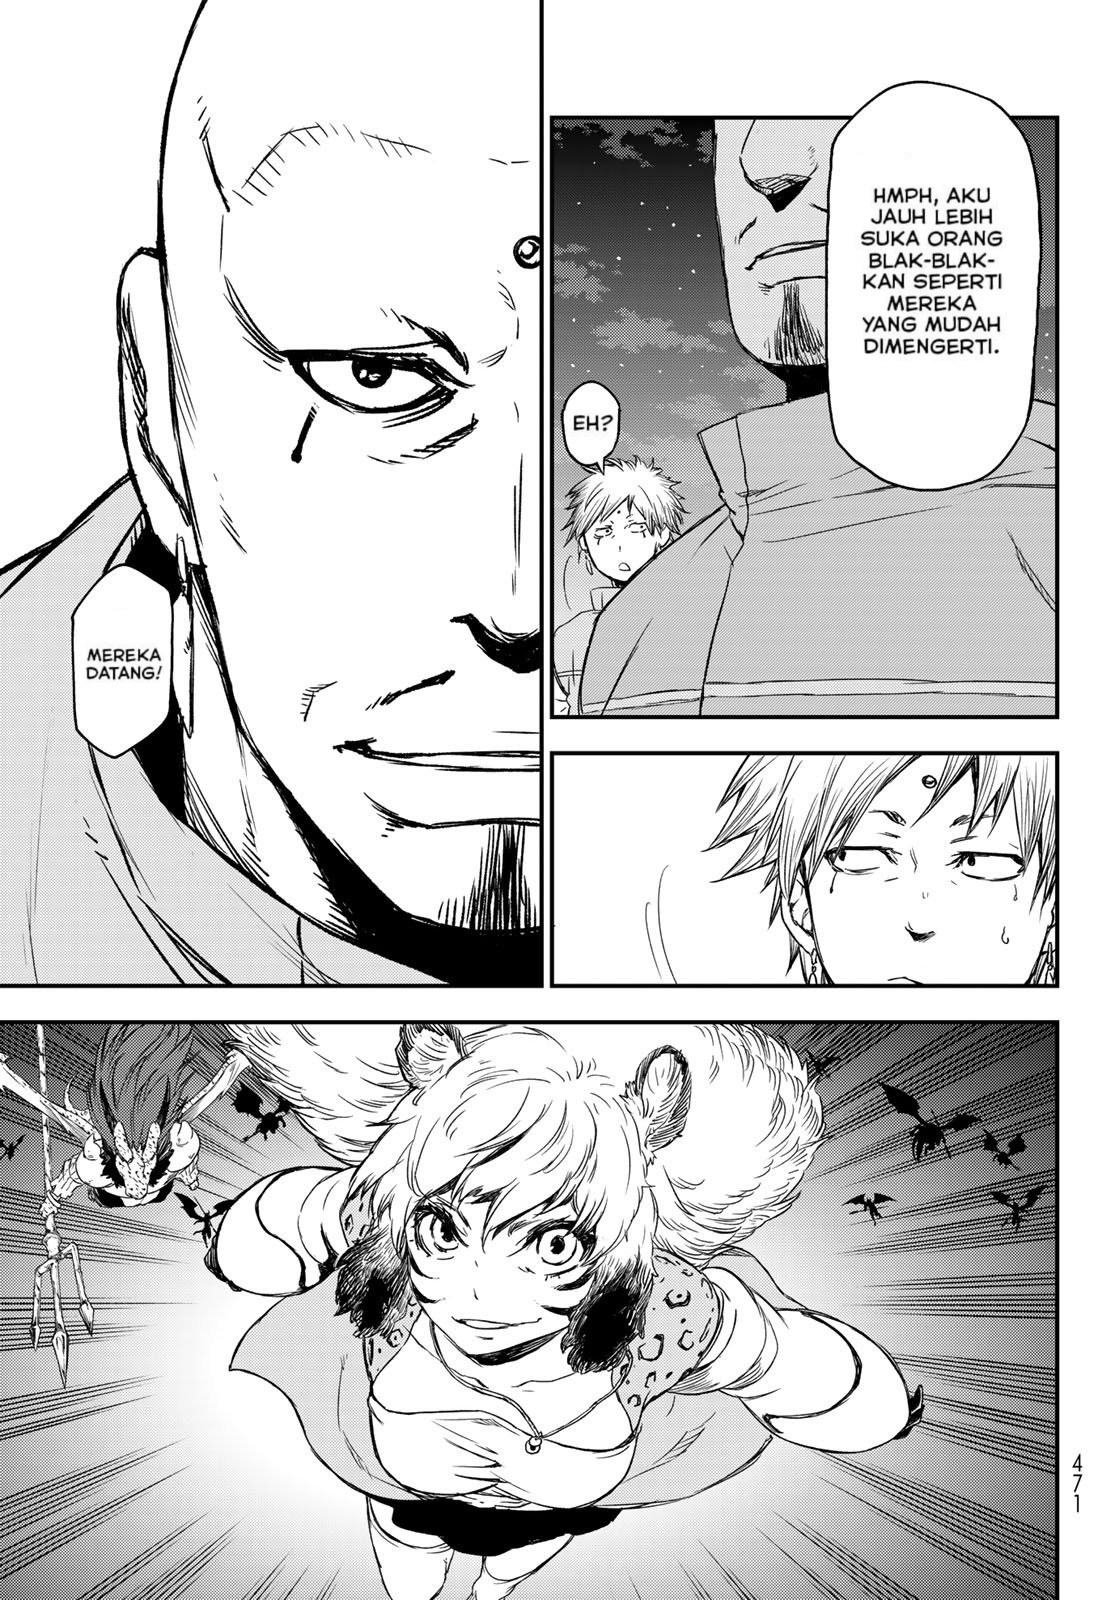 HMPH, AKU
JAUH LEBIH
SUKA ORANG
BLAK-BLAK-
KAN SEPERTI
MEREKA
YANG MUDAH
DIMENGERTI.
EH?
MEREKA
DATANG!
471